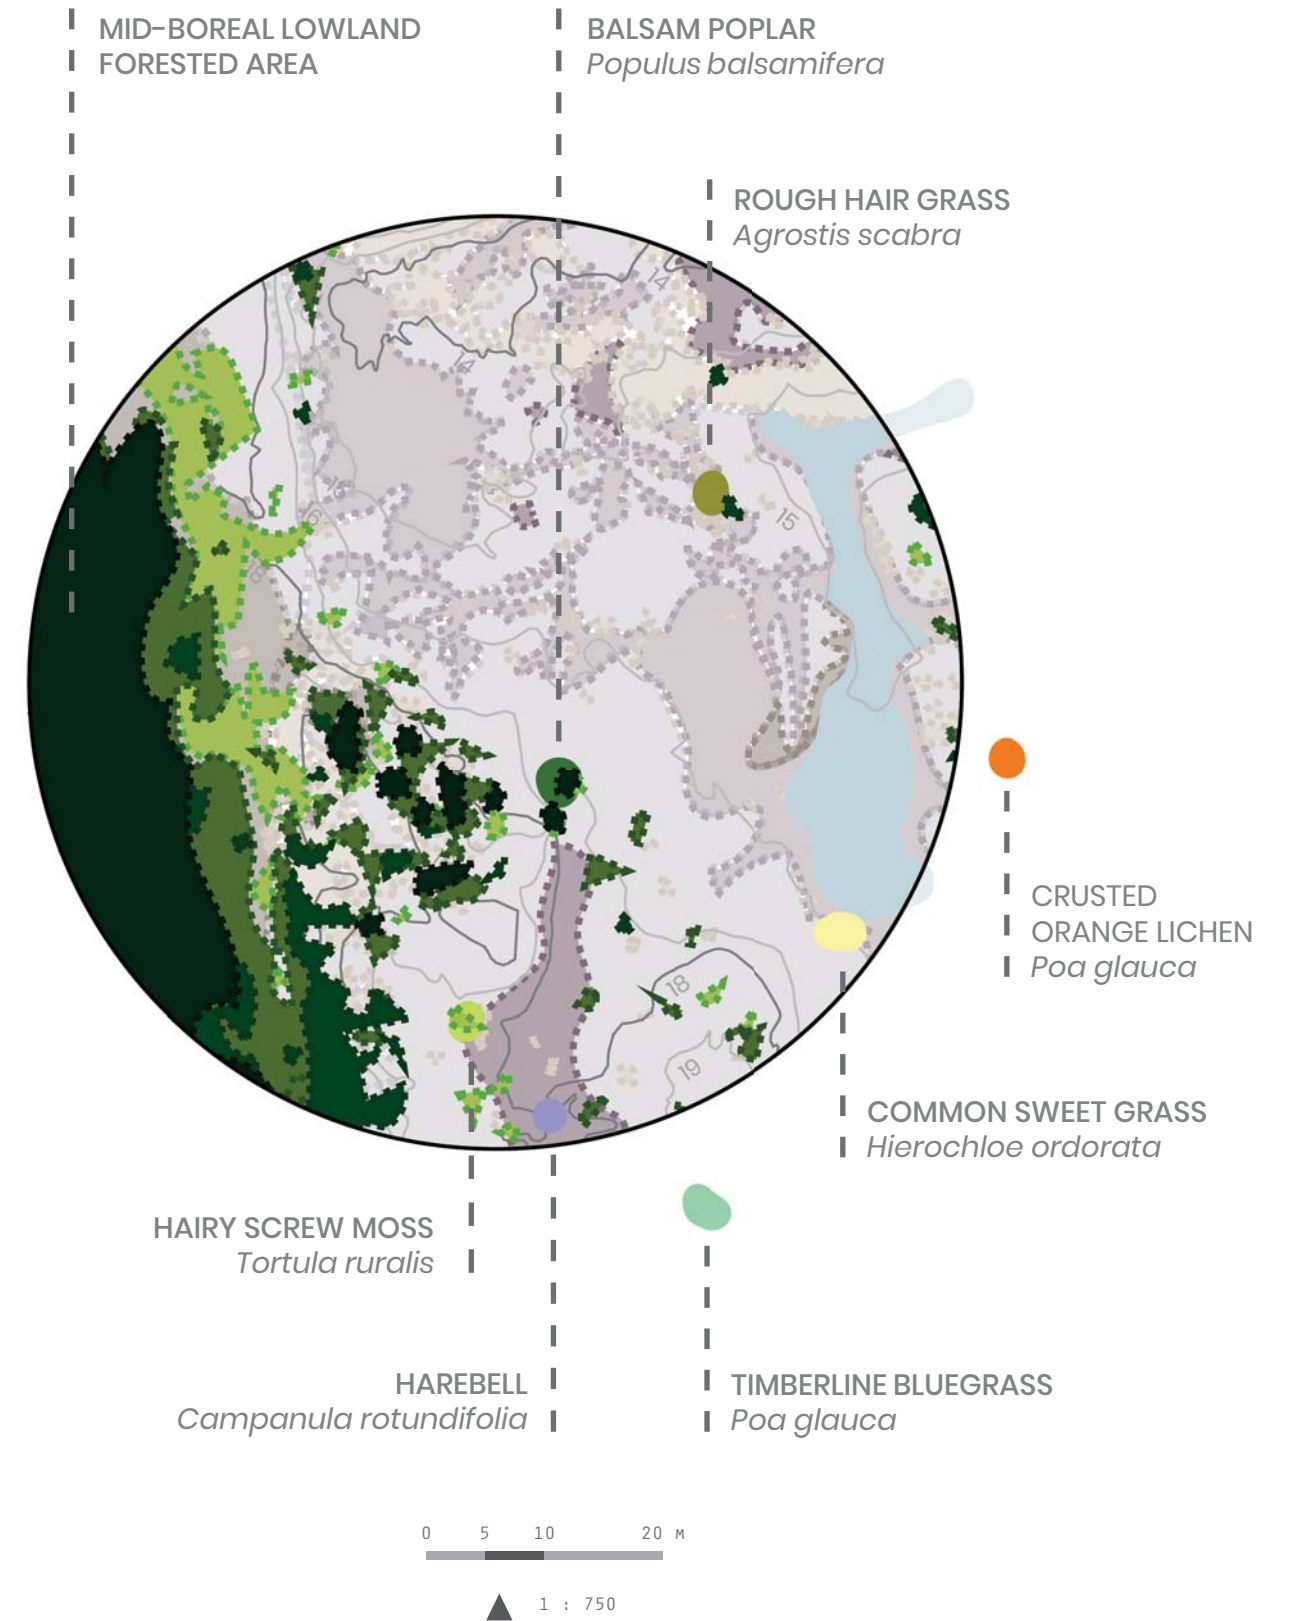 MID-BOREAL LOWLAND
FORESTED AREA
BALSAM POPLAR
Populus balsamifera
ROUGH HAIR GRASS
Agrostis scabra
14
14
16
16
15
CRUSTED
ORANGE LICHEN
Poa glauca
18
19
COMMON SWEET GRASS
Hierochloe ordorata
HAIRY SCREW MOSS
Tortula ruralis
HAREBELL
Campanula rotundifolia
TIMBERLINE BLUEGRASS
Poa glauca
0 5 10 20 M
1 : 750